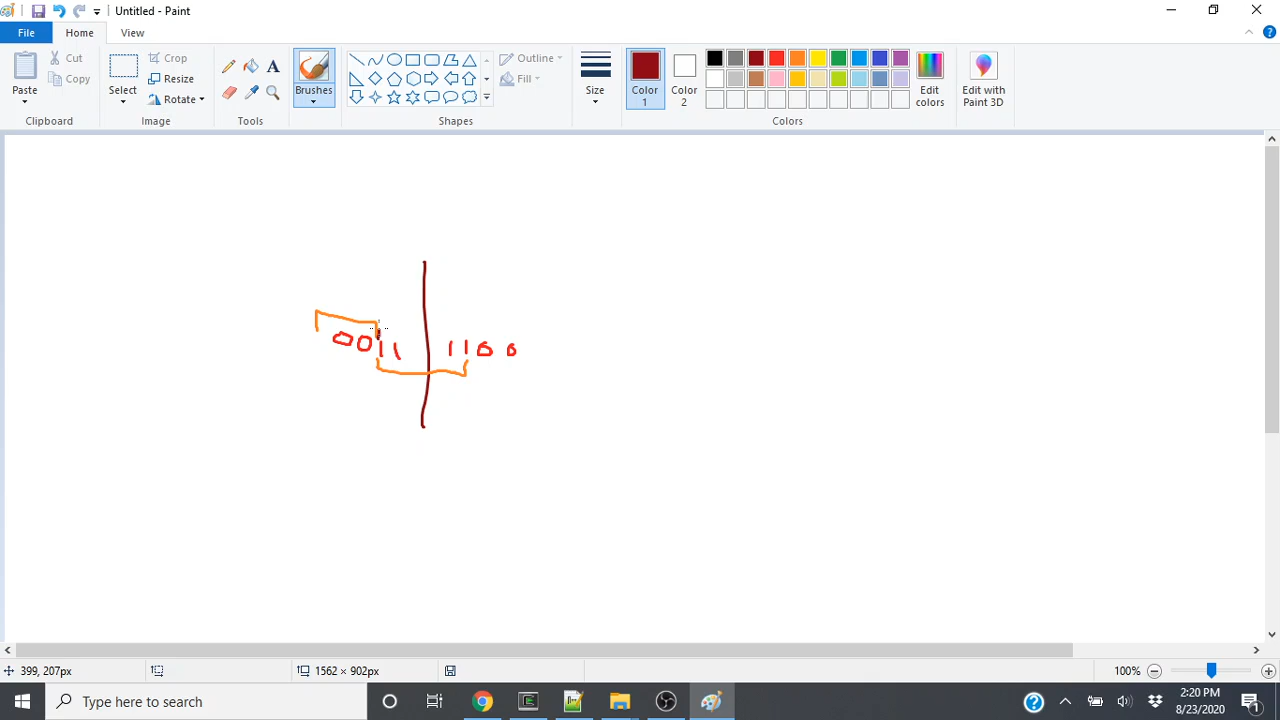 Untitled - Paint
File Home View
Paste
Cut
Copy
Clipboard
Select
Crop
Resize
Rotate
Image
A
Tools
Brushes
Outline
Fill
Shapes
Size
Color 1
Color 2
Edit colors
Colors
Edit with Paint 3D
0011 1100
399, 207px
1562 × 902px
100%
Type here to search
2:20 PM
8/23/2020
1